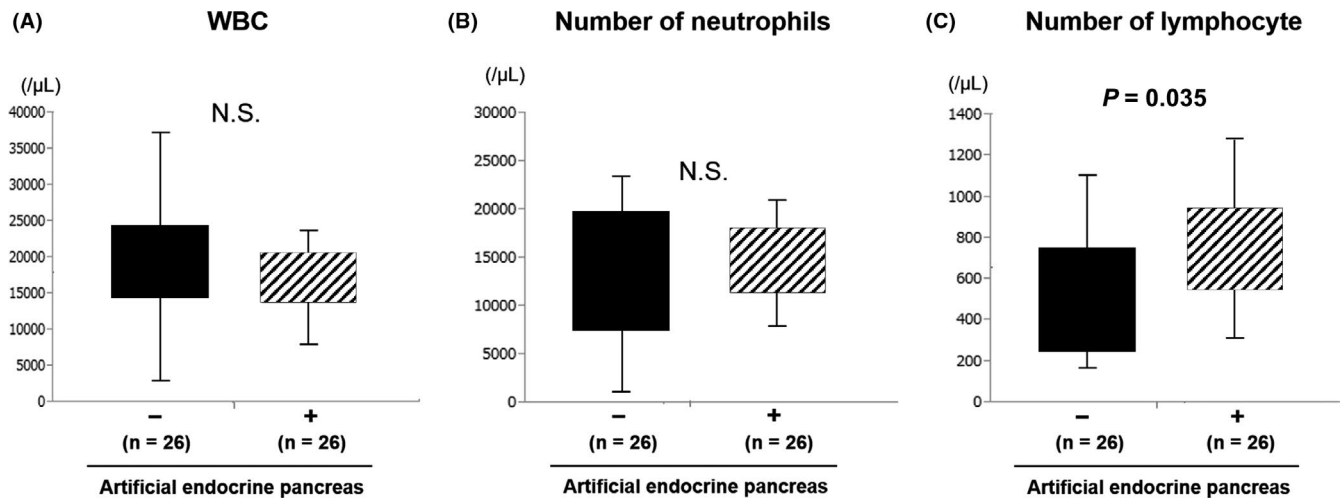 (A) WBC
(/µL)
N.S.
40000
35000
30000
25000
20000
15000
10000
5000
0
− +
(n = 26) (n = 26)
Artificial endocrine pancreas
(B) Number of neutrophils
(/µL)
N.S.
30000
25000
20000
15000
10000
5000
0
− +
(n = 26) (n = 26)
Artificial endocrine pancreas
(C) Number of lymphocyte
(/µL)
P = 0.035
1400
1200
1000
800
600
400
200
0
− +
(n = 26) (n = 26)
Artificial endocrine pancreas